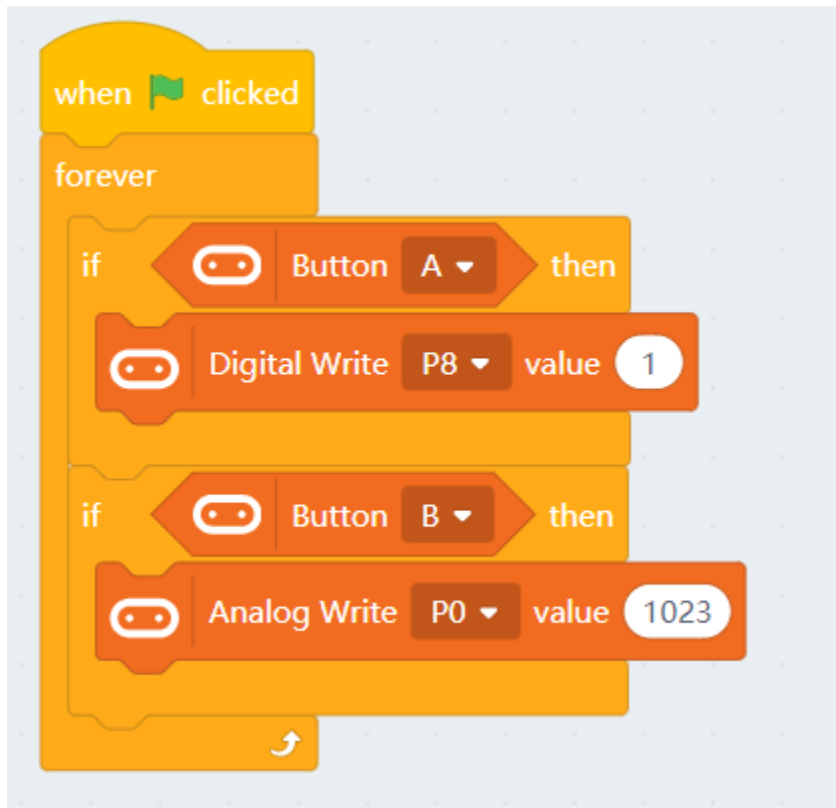 when clicked
forever
if Button A then
Digital Write P8 value 1
if Button B then
Analog Write P0 value 1023